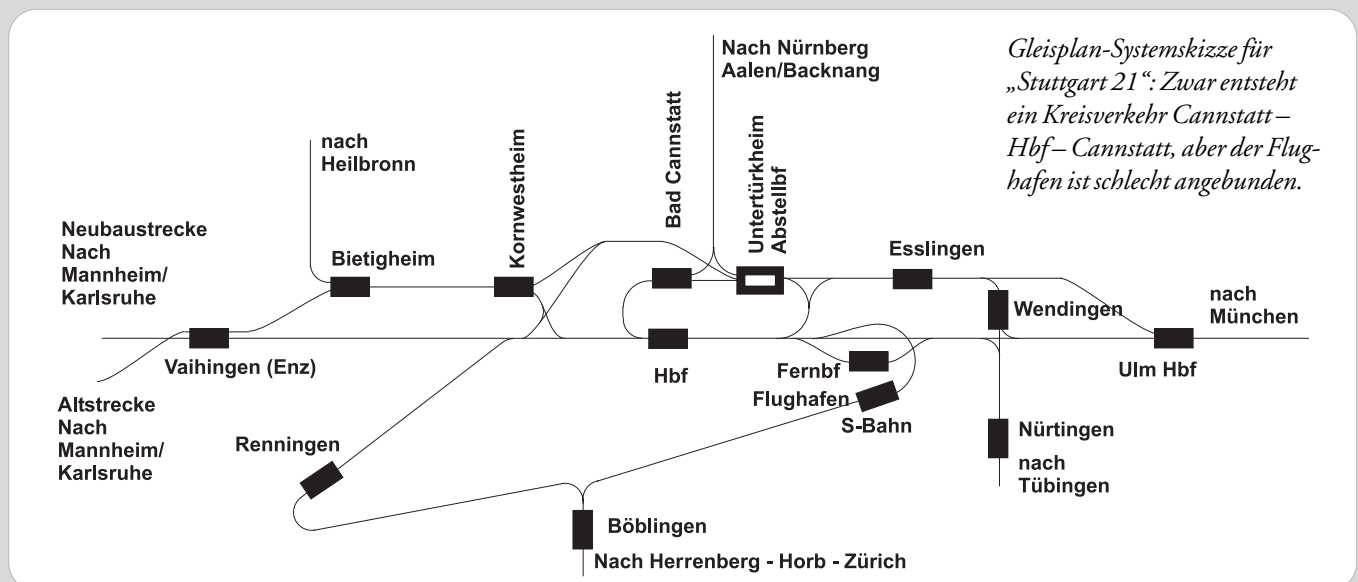 Nach Nürnberg
Aalen/Backnang
Gleisplan-Systemskizze für
„Stuttgart 21“: Zwar entsteht
ein Kreisverkehr Cannstatt –
Hbf – Cannstatt, aber der Flug-
hafen ist schlecht angebunden.
nach
Heilbronn
Kornwestheim
Bad Cannstatt
Untertürkheim
Abstellbf
Neubaustrecke
Nach
Mannheim/
Karlsruhe
Bietigheim
Esslingen
Wendingen
nach
München
Vaihingen (Enz)
Hbf
Fernbf
Flughafen
S-Bahn
Ulm Hbf
Altstrecke
Nach
Mannheim/
Karlsruhe
Renningen
Nürtingen
nach
Tübingen
Böblingen
Nach Herrenberg - Horb - Zürich